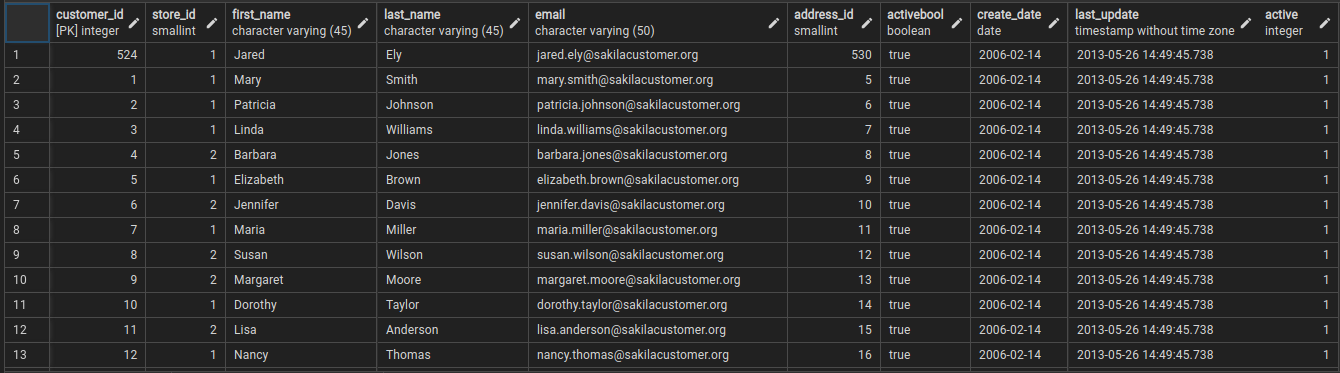 customer_id store_id first_name last_name email address_id activebool create_date last_update active
[PK] integer smallint character varying (45) character varying (45) character varying (50) smallint boolean date timestamp without time zone integer
1 524 1 Jared Ely jared.ely@sakilacustomer.org 530 true 2006-02-14 2013-05-26 14:49:45.738 1
2 1 1 Mary Smith mary.smith@sakilacustomer.org 5 true 2006-02-14 2013-05-26 14:49:45.738 1
3 2 1 Patricia Johnson patricia.johnson@sakilacustomer.org 6 true 2006-02-14 2013-05-26 14:49:45.738 1
4 3 1 Linda Williams linda.williams@sakilacustomer.org 7 true 2006-02-14 2013-05-26 14:49:45.738 1
5 4 2 Barbara Jones barbara.jones@sakilacustomer.org 8 true 2006-02-14 2013-05-26 14:49:45.738 1
6 5 1 Elizabeth Brown elizabeth.brown@sakilacustomer.org 9 true 2006-02-14 2013-05-26 14:49:45.738 1
7 6 2 Jennifer Davis jennifer.davis@sakilacustomer.org 10 true 2006-02-14 2013-05-26 14:49:45.738 1
8 7 1 Maria Miller maria.miller@sakilacustomer.org 11 true 2006-02-14 2013-05-26 14:49:45.738 1
9 8 2 Susan Wilson susan.wilson@sakilacustomer.org 12 true 2006-02-14 2013-05-26 14:49:45.738 1
10 9 2 Margaret Moore margaret.moore@sakilacustomer.org 13 true 2006-02-14 2013-05-26 14:49:45.738 1
11 10 1 Dorothy Taylor dorothy.taylor@sakilacustomer.org 14 true 2006-02-14 2013-05-26 14:49:45.738 1
12 11 2 Lisa Anderson lisa.anderson@sakilacustomer.org 15 true 2006-02-14 2013-05-26 14:49:45.738 1
13 12 1 Nancy Thomas nancy.thomas@sakilacustomer.org 16 true 2006-02-14 2013-05-26 14:49:45.738 1